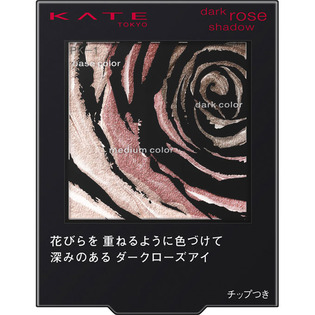 KATE
TOKYO
dark rose
shadow
base color
dark color
medium color
花びらを 重ねるように色づけて
深みのある ダークローズアイ
チップつき